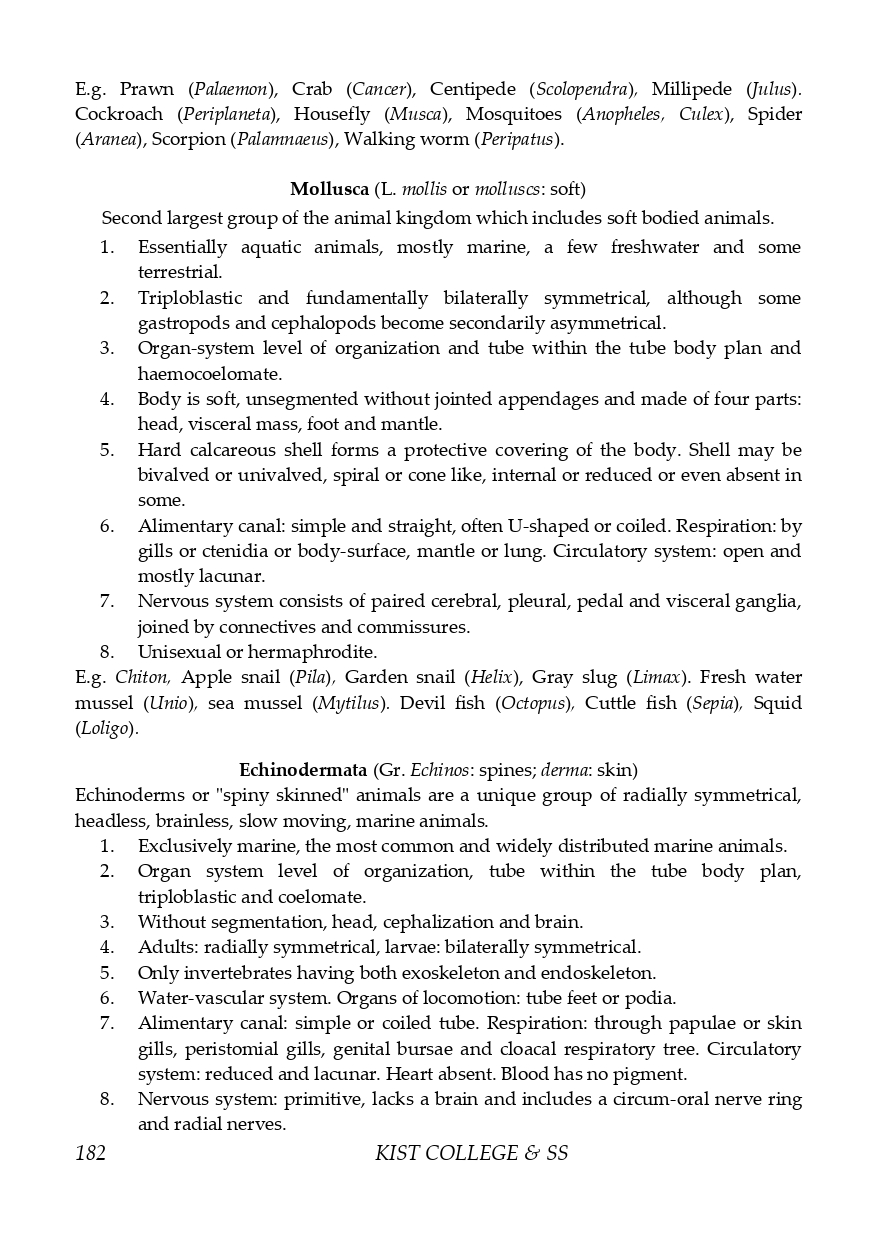 E.g. Prawn (Palaemon), Crab (Cancer), Centipede (Scolopendra), Millipede (Julus).
Cockroach (Periplaneta), Housefly (Musca), Mosquitoes (Anopheles, Culex), Spider
(Aranea), Scorpion (Palamnaeus), Walking worm (Peripatus).
Mollusca (L. mollis or molluscs: soft)
Second largest group of the animal kingdom which includes soft bodied animals.
1. Essentially aquatic animals, mostly marine, a few freshwater and some
terrestrial.
2. Triploblastic and fundamentally bilaterally symmetrical, although some
gastropods and cephalopods become secondarily asymmetrical.
3. Organ-system level of organization and tube within the tube body plan and
haemocoelomate.
4. Body is soft, unsegmented without jointed appendages and made of four parts:
head, visceral mass, foot and mantle.
5. Hard calcareous shell forms a protective covering of the body. Shell may be
bivalved or univalved, spiral or cone like, internal or reduced or even absent in
some.
6. Alimentary canal: simple and straight, often U-shaped or coiled. Respiration: by
gills or ctenidia or body-surface, mantle or lung. Circulatory system: open and
mostly lacunar.
7. Nervous system consists of paired cerebral, pleural, pedal and visceral ganglia,
joined by connectives and commissures.
8. Unisexual or hermaphrodite.
E.g. Chiton, Apple snail (Pila), Garden snail (Helix), Gray slug (Limax). Fresh water
mussel (Unio), sea mussel (Mytilus). Devil fish (Octopus), Cuttle fish (Sepia), Squid
(Loligo).
Echinodermata (Gr. Echinos: spines; derma: skin)
Echinoderms or "spiny skinned" animals are a unique group of radially symmetrical,
headless, brainless, slow moving, marine animals.
1. Exclusively marine, the most common and widely distributed marine animals.
2. Organ system level of organization, tube within the tube body plan,
triploblastic and coelomate.
3. Without segmentation, head, cephalization and brain.
4. Adults: radially symmetrical, larvae: bilaterally symmetrical.
5. Only invertebrates having both exoskeleton and endoskeleton.
6. Water-vascular system. Organs of locomotion: tube feet or podia.
7. Alimentary canal: simple or coiled tube. Respiration: through papulae or skin
gills, peristomial gills, genital bursae and cloacal respiratory tree. Circulatory
system: reduced and lacunar. Heart absent. Blood has no pigment.
8. Nervous system: primitive, lacks a brain and includes a circum-oral nerve ring
and radial nerves.
182 KIST COLLEGE & SS